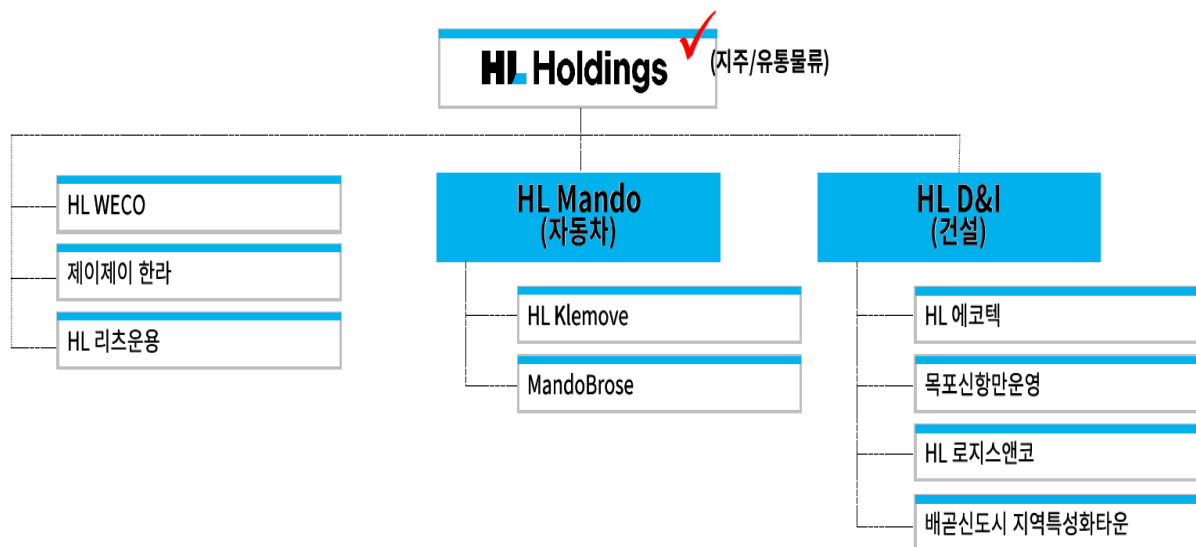 HL Holdings
(지주/유통물류)
HL WECO
제이제이 한라
HL 리츠운용
HL Mando
(자동차)
HL Klemove
MandoBrose
HL D&I
(건설)
HL 에코텍
목포신항만운영
HL 로지스앤코
배곧신도시 지역특성화타운